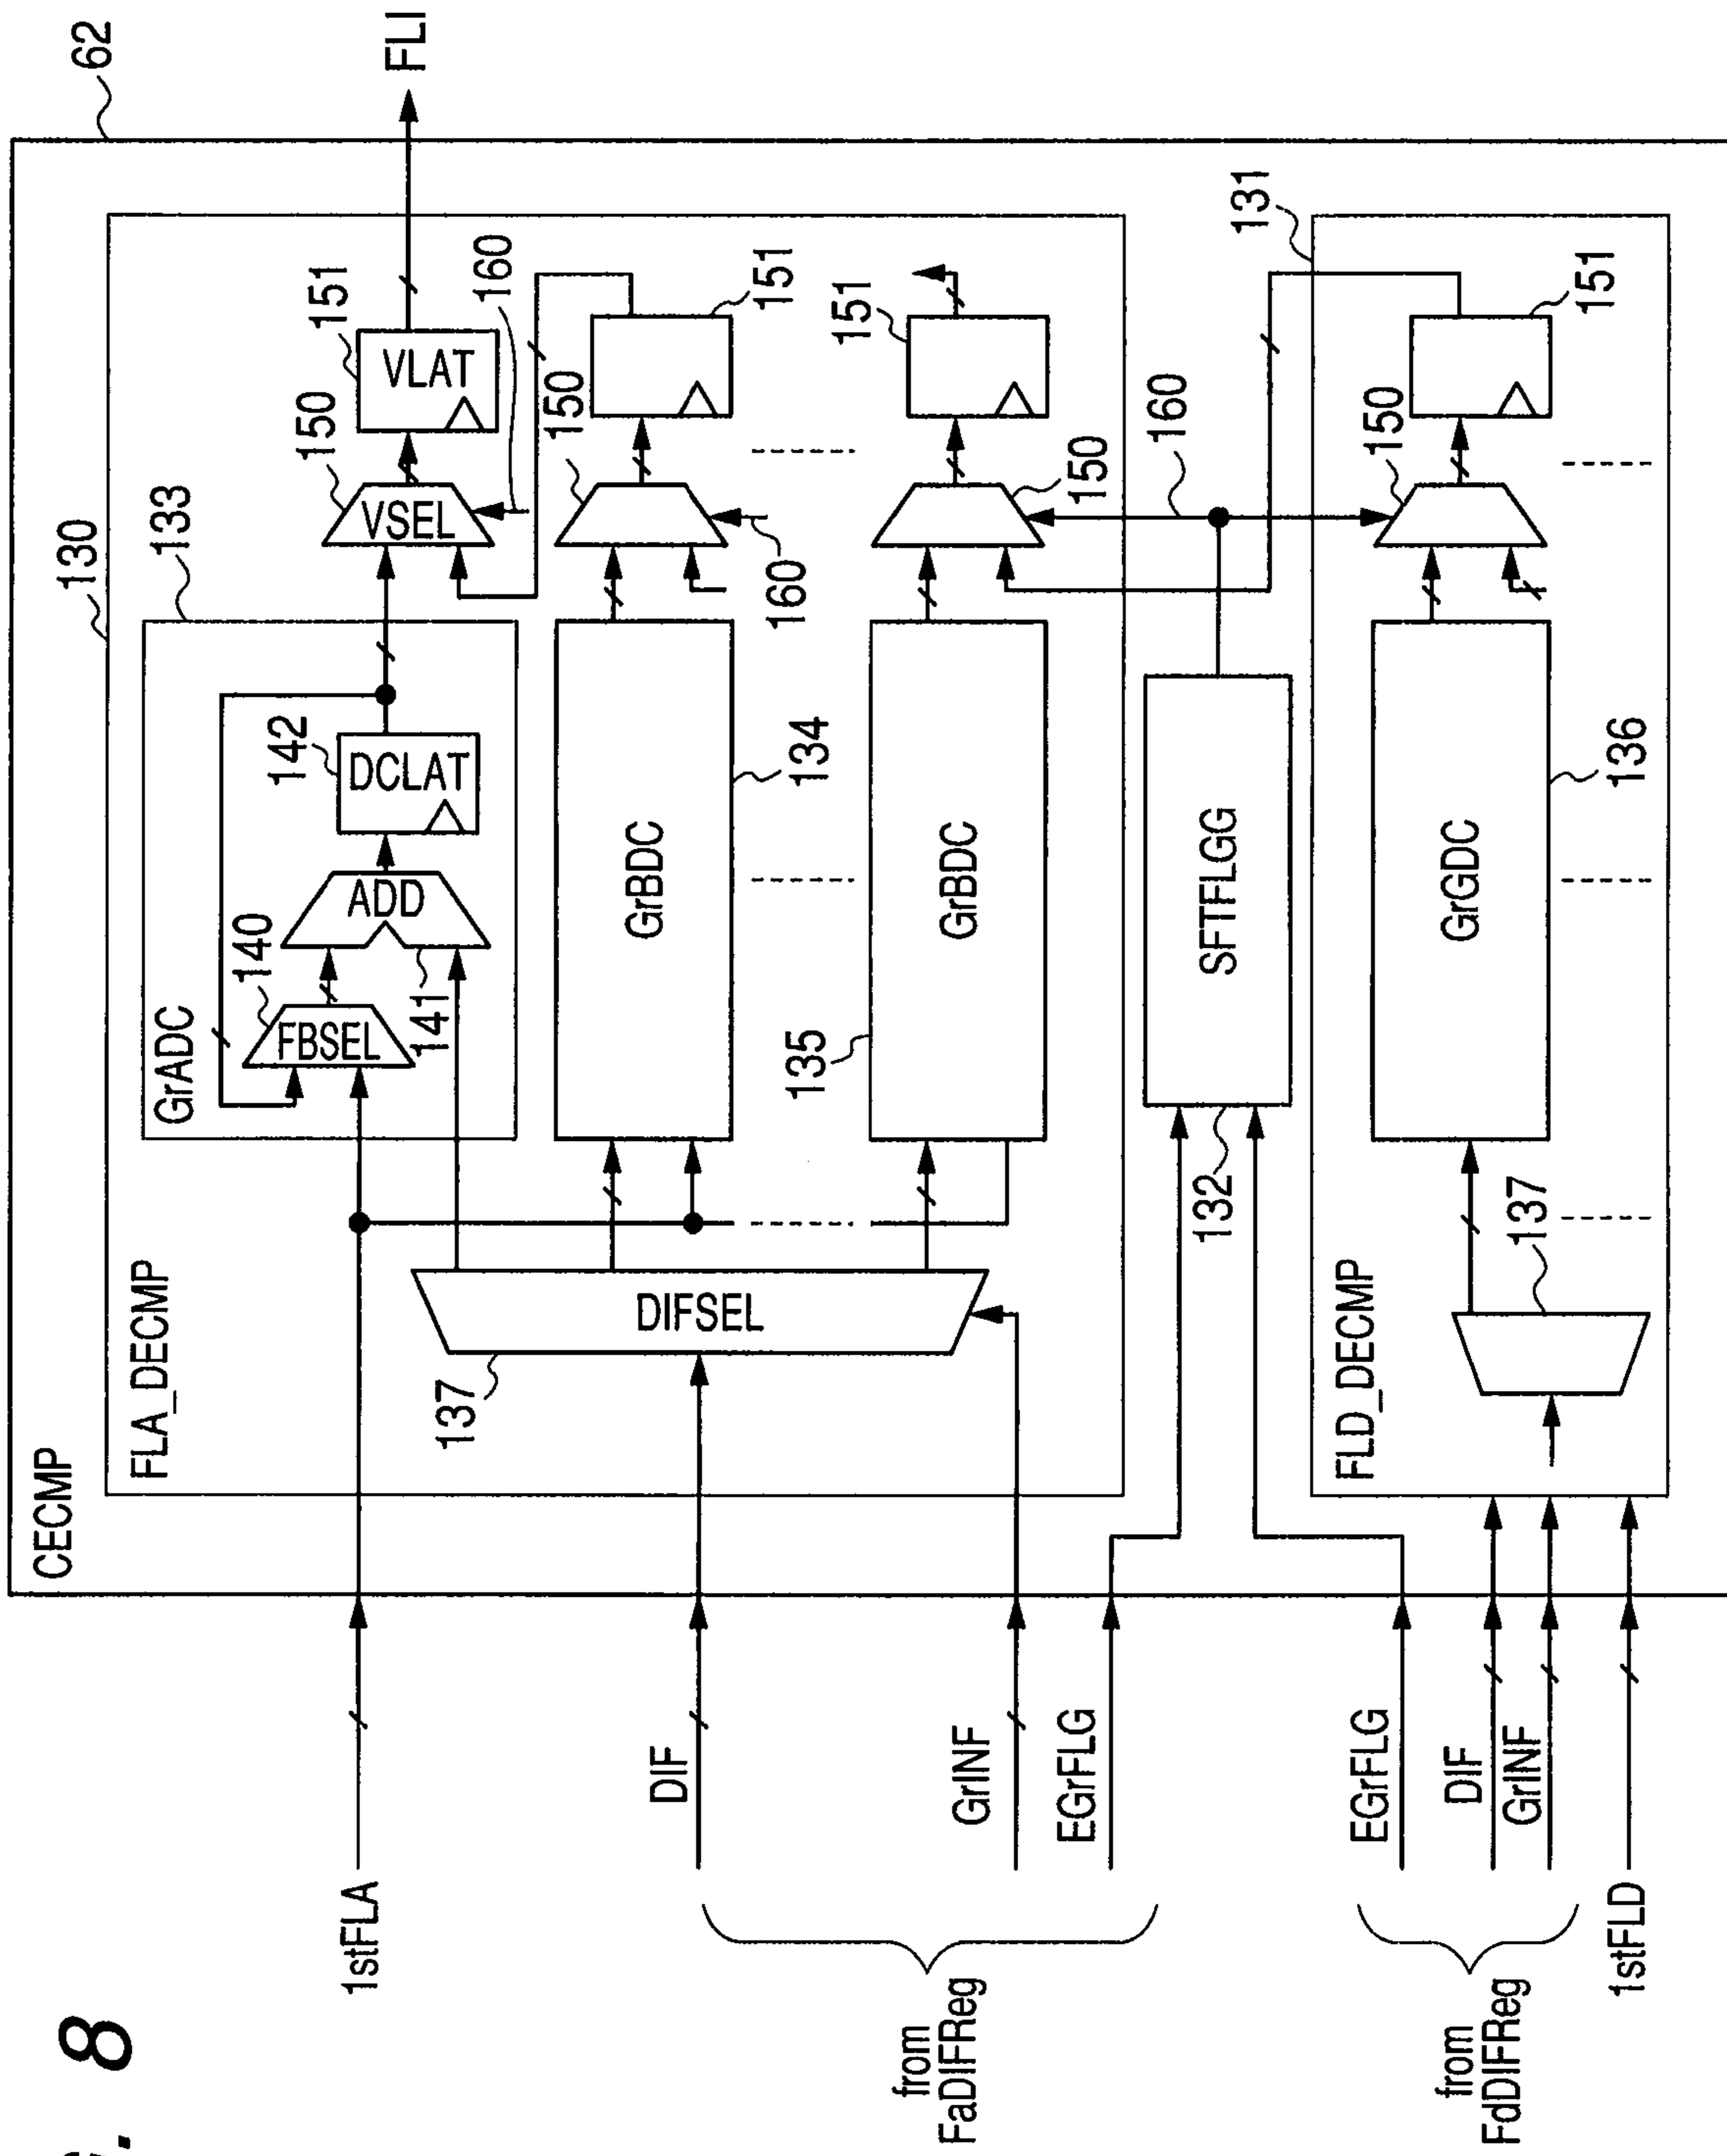 8
CECMP
62
FLA_DECMP
130
GrADC
133
140
142
150
151
FLI
1stFLA
FBSEL
ADD
DCLAT
VSEL
VLAT
141
160
137
150
DIF
DIFSEL
GrBDC
151
160
134
135
151
from
FaDIFReg
GrINF
GrBDC
EGrFLG
150
160
132
SFTFLGG
131
FLD_DECMP
EGrFLG
150
from
FdDIFReg
DIF
GrINF
GrGDC
137
151
1stFLD
136